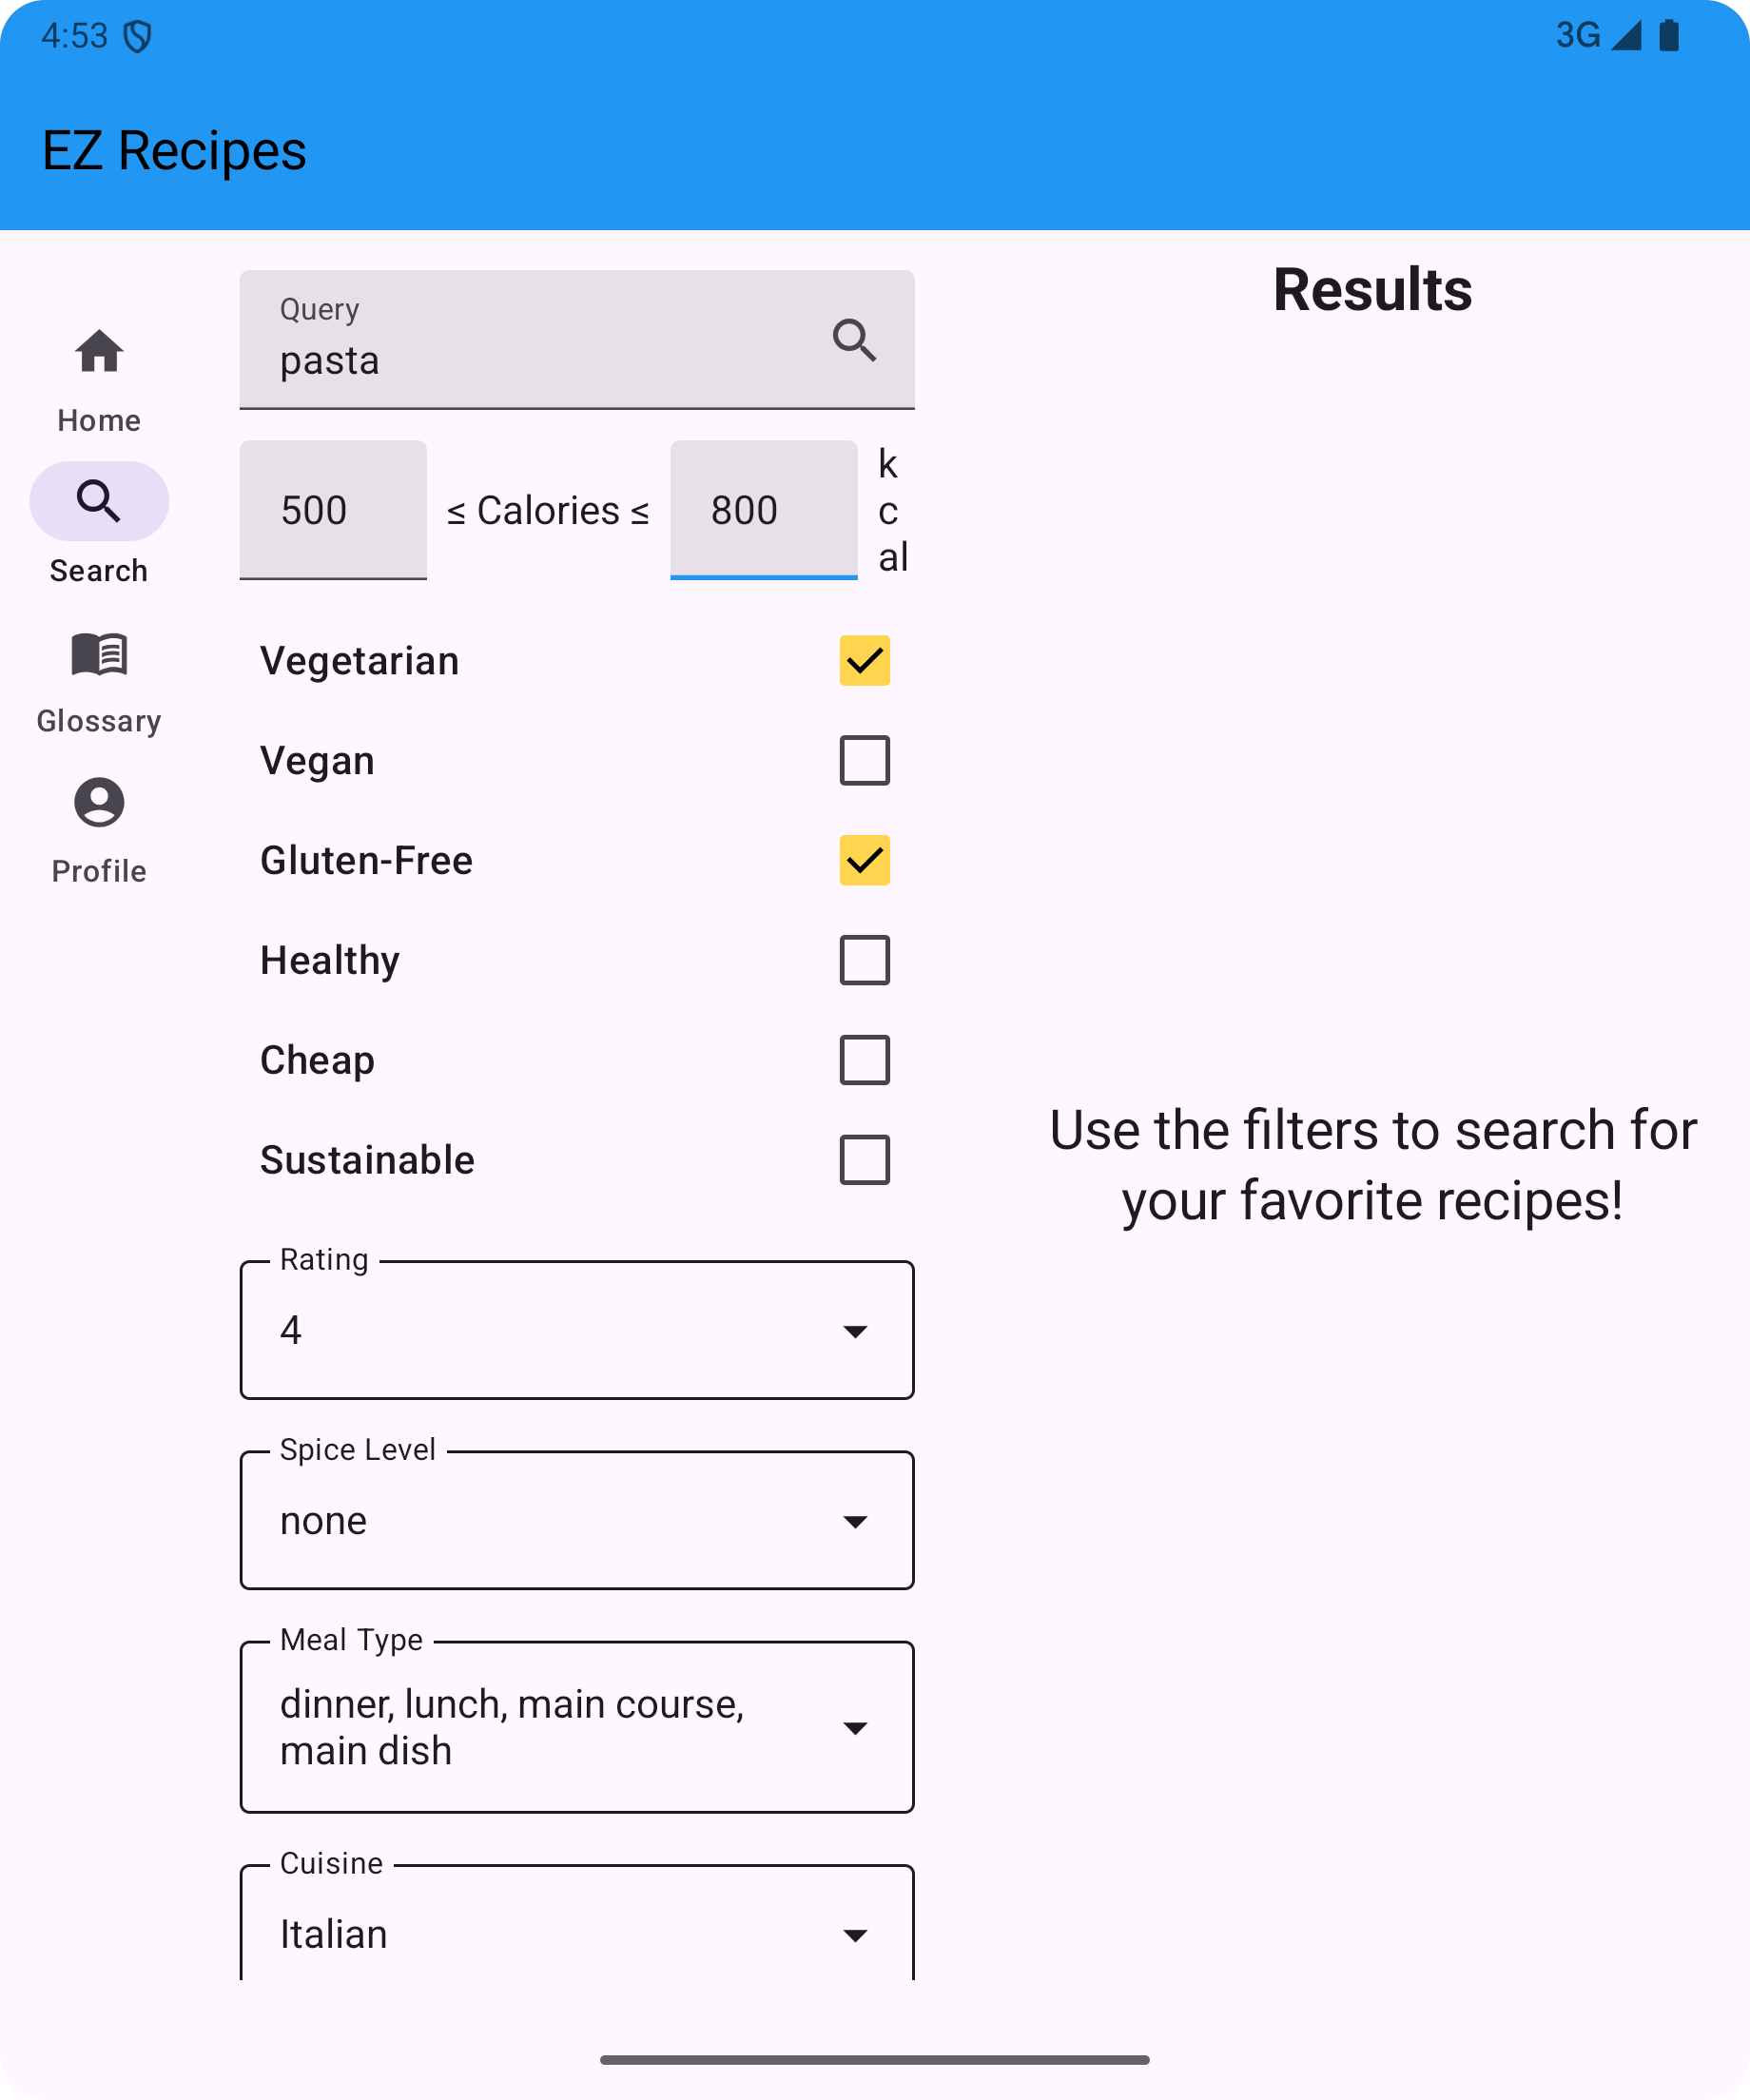 4:53
3G
EZ Recipes
Home
Search
Glossary
Profile
Query
pasta
500
≤ Calories ≤
800
k
c
al
Vegetarian
Vegan
Gluten-Free
Healthy
Cheap
Sustainable
Rating
4
Spice Level
none
Meal Type
dinner, lunch, main course,
main dish
Cuisine
Italian
Results
Use the filters to search for
your favorite recipes!